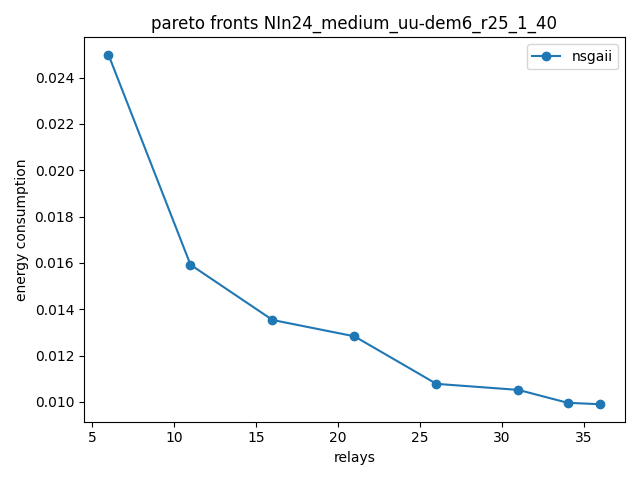 pareto fronts NIn24_medium_uu-dem6_r25_1_40
nsgaii
energy consumption
0.024
0.022
0.020
0.018
0.016
0.014
0.012
0.010
5 10 15 20 25 30 35
relays